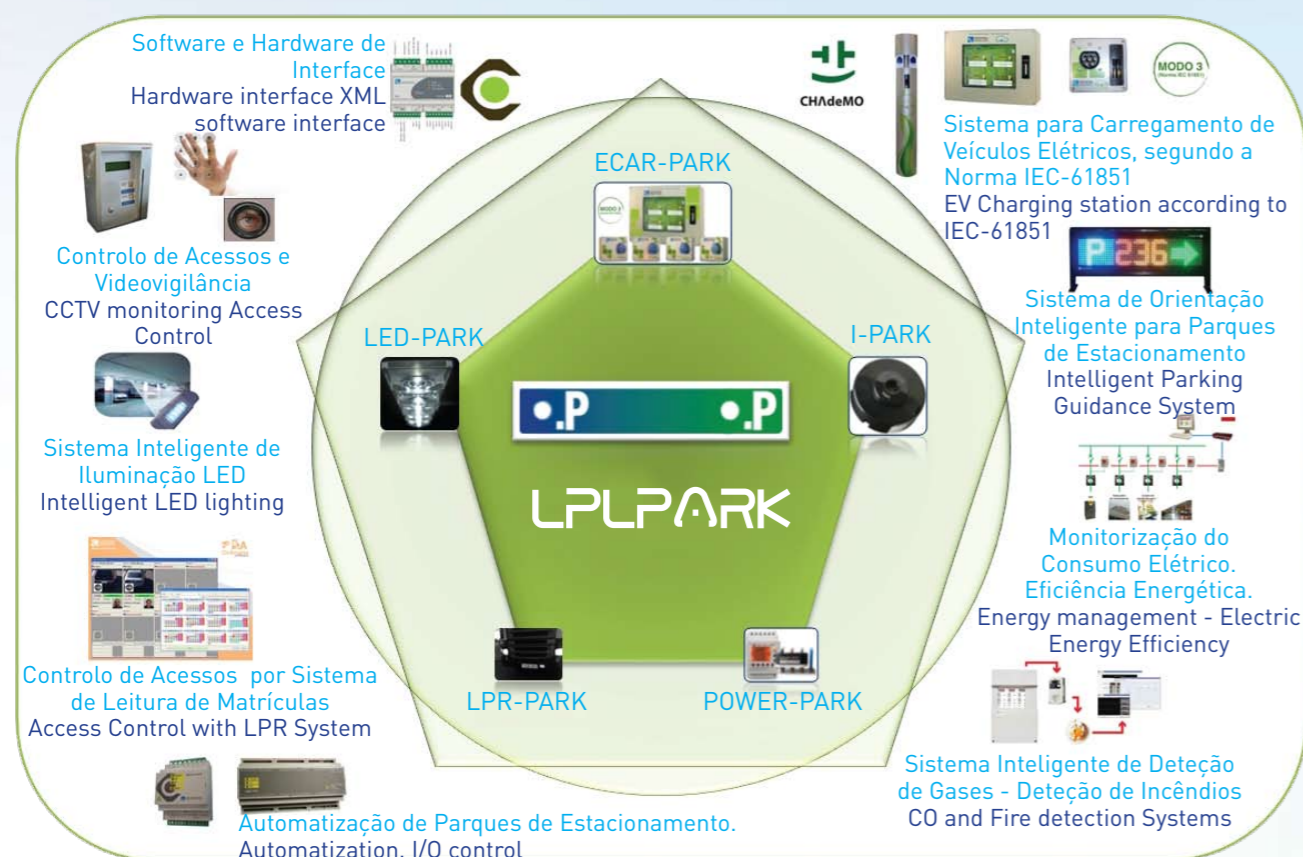 Software e Hardware de
Interface
Hardware interface XML
software interface
CHAdeMO
MODO 3
(Norma IEC 61851)
Sistema para Carregamento de
Veículos Elétricos, segundo a
Norma IEC-61851
EV Charging station according to
IEC-61851
ECAR-PARK
MODO 3
Controlo de Acessos e
Videovigilância
CCTV monitoring Access
Control
P 236
Sistema de Orientação
Inteligente para Parques
de Estacionamento
Intelligent Parking
Guidance System
LED-PARK
I-PARK
.P .P
LPLPARK
Sistema Inteligente de
Iluminação LED
Intelligent LED lighting
Monitorização do
Consumo Elétrico.
Eficiência Energética.
Energy management - Electric
Energy Efficiency
LPR-PARK
POWER-PARK
Controlo de Acessos por Sistema
de Leitura de Matrículas
Access Control with LPR System
Sistema Inteligente de Deteção
de Gases - Deteção de Incêndios
CO and Fire detection Systems
Automatização de Parques de Estacionamento.
Automatization, I/O control